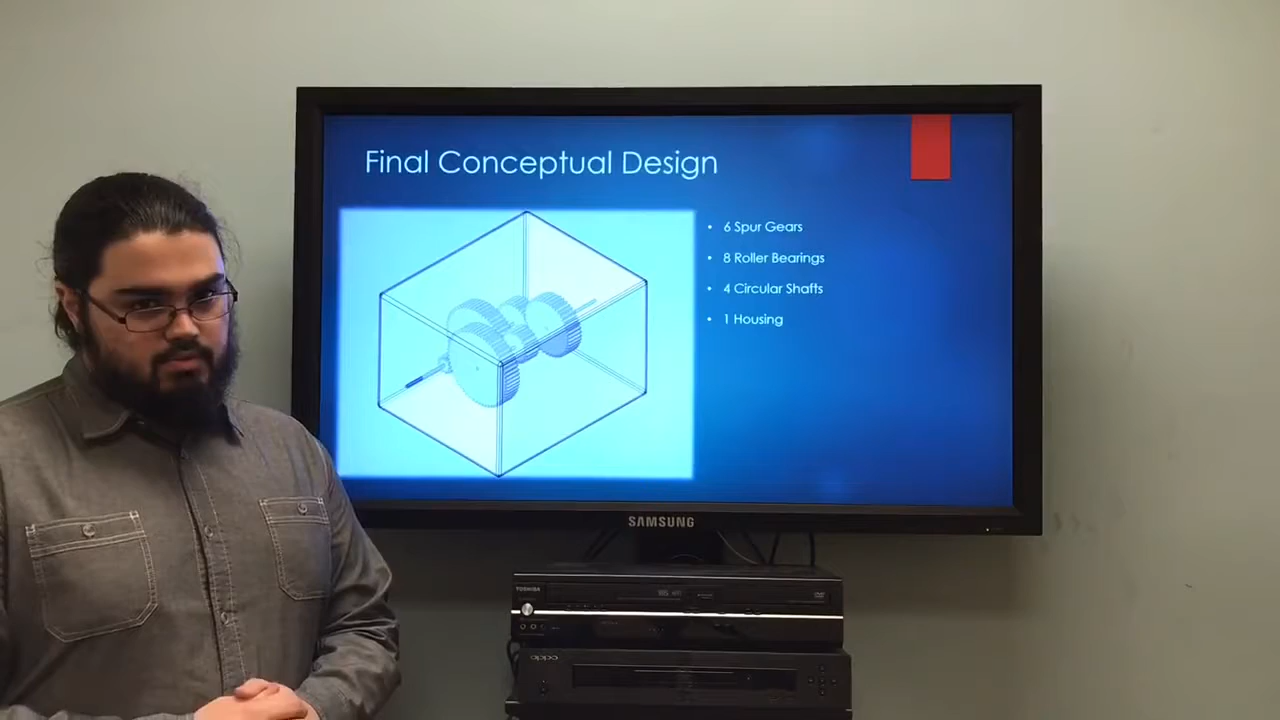 Final Conceptual Design
• 6 Spur Gears
• 8 Roller Bearings
• 4 Circular Shafts
• 1 Housing
SAMSUNG
TOSHIBA
oppo